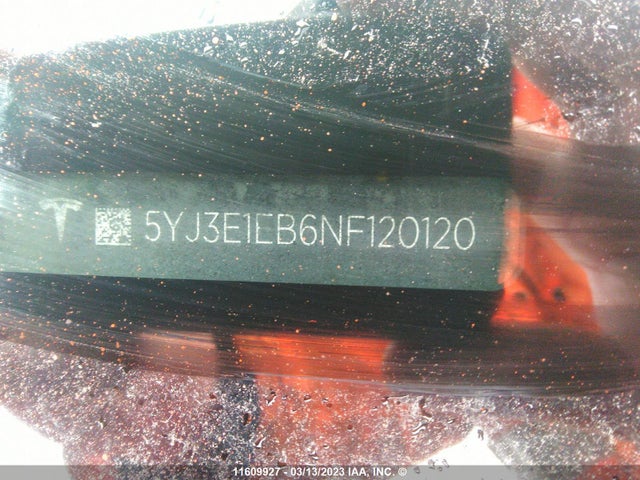 5YJ3E1EB6NF120120
11609927 - 03/13/2023 IAA, INC. ©